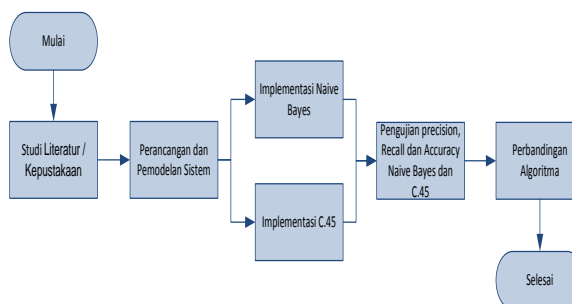 Mulai
Studi Literatur /
Kepustakaan
Perancangan dan
Pemodelan Sistem
Implementasi Naive
Bayes
Implementasi C.45
Pengujian precision,
Recall dan Accuracy
Naive Bayes dan
C.45
Perbandingan
Algoritma
Selesai